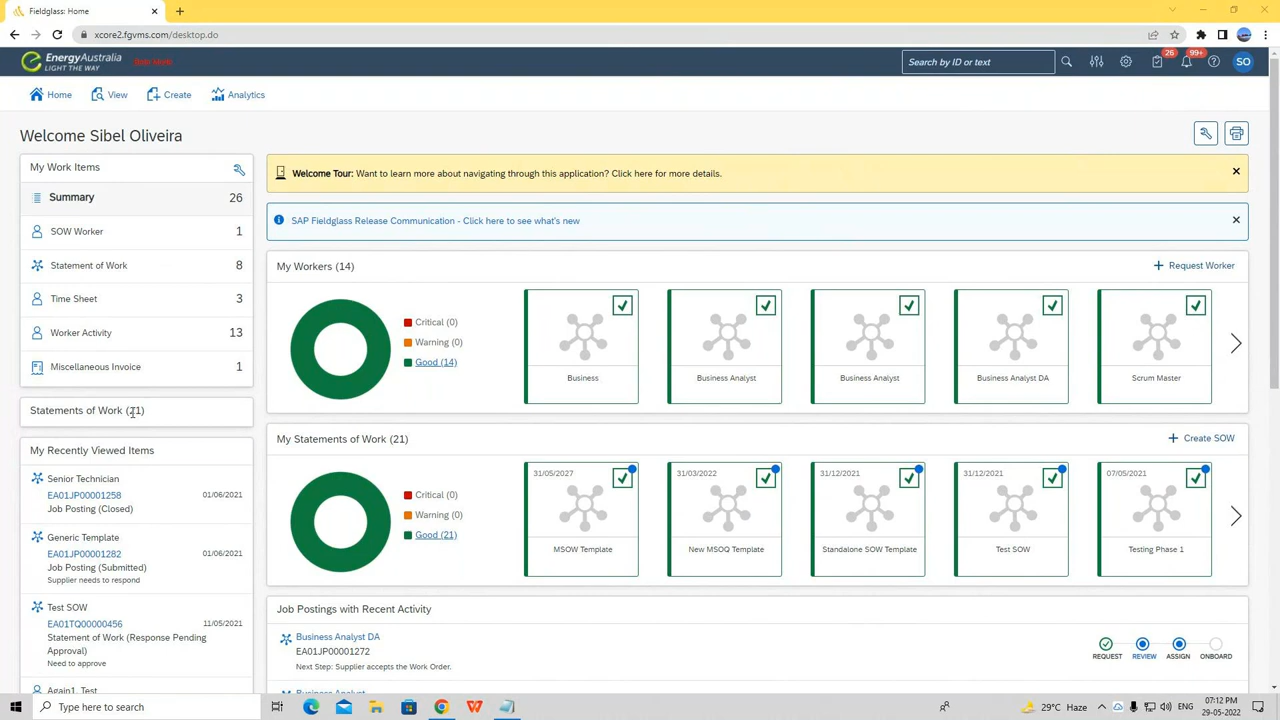 Fieldglass: Home
xcore2.fgvms.com/desktop.do
EnergyAustralia
LIGHT THE WAY
Search by ID or text
26
99+
SO
Home
View
Create
Analytics
Welcome Sibel Oliveira
My Work Items
Summary 26
SOW Worker 1
Statement of Work 8
Time Sheet 3
Worker Activity 13
Miscellaneous Invoice 1
Statements of Work (21)
My Recently Viewed Items
Senior Technician
EA01JP00001258 01/06/2021
Job Posting (Closed)
Generic Template
EA01JP00001282 01/06/2021
Job Posting (Submitted)
Supplier needs to respond
Test SOW
EA01TQ00000456 11/05/2021
Statement of Work (Response Pending
Approval)
Need to approve
Again1, Test
Welcome Tour: Want to learn more about navigating through this application? Click here for more details.
SAP Fieldglass Release Communication - Click here to see what's new
My Workers (14)
Request Worker
Critical (0)
Warning (0)
Good (14)
Business
Business Analyst
Business Analyst
Business Analyst DA
Scrum Master
My Statements of Work (21)
Create SOW
Critical (0)
Warning (0)
Good (21)
31/05/2027
MSOW Template
31/03/2022
New MSOQ Template
31/12/2021
Standalone SOW Template
31/12/2021
Test SOW
07/05/2021
Testing Phase 1
Job Postings with Recent Activity
Business Analyst DA
EA01JP00001272
Next Step: Supplier accepts the Work Order.
REQUEST
REVIEW
ASSIGN
ONBOARD
Business Analyst
Type here to search
29°C Haze
ENG
07:12 PM
29-05-2022